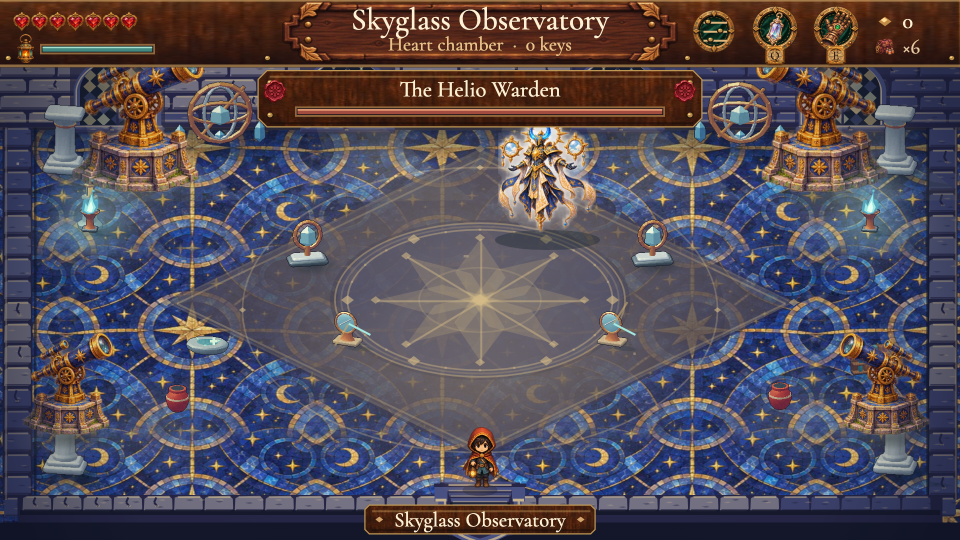 Skyglass Observatory
Heart chamber · 0 keys
Q
E
0
×6
The Helio Warden
Skyglass Observatory